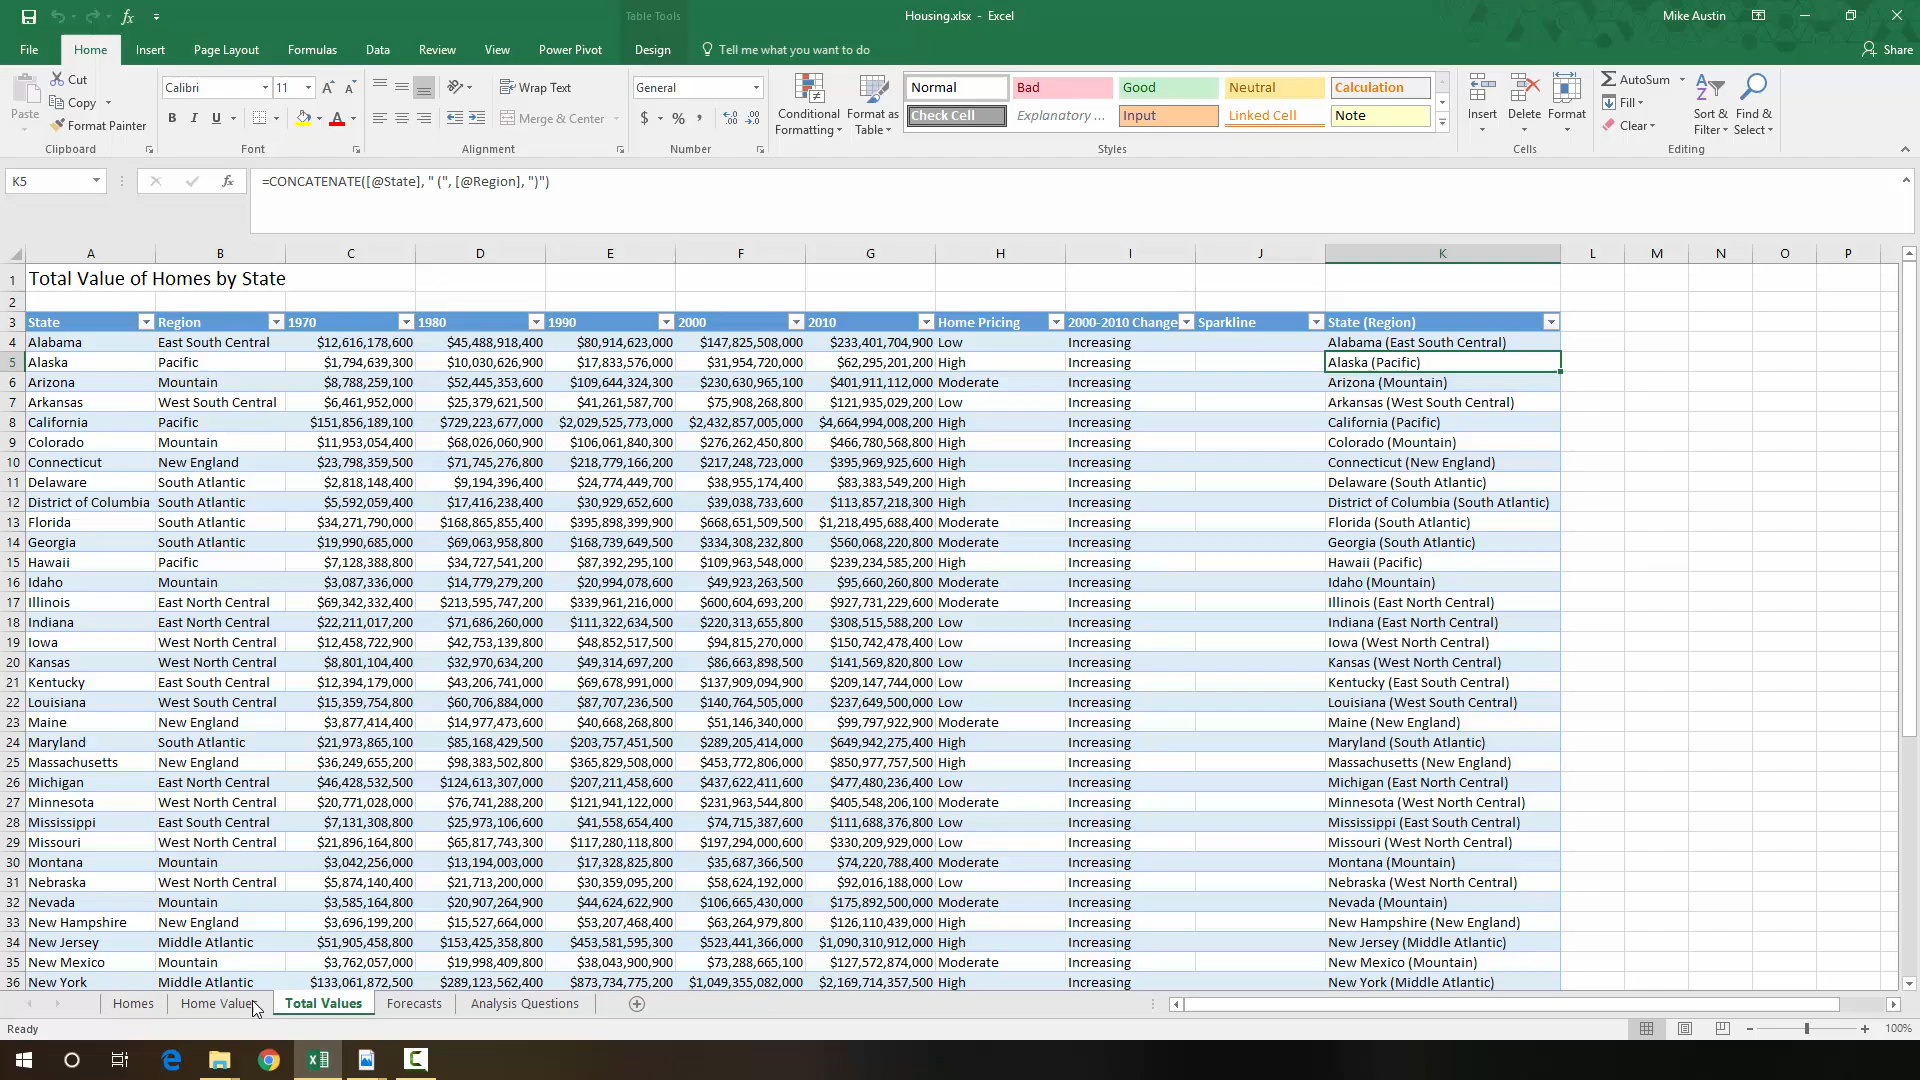 Table Tools
Housing.xlsx - Excel
Mike Austin
File Home Insert Page Layout Formulas Data Review View Power Pivot Design Tell me what you want to do Share
Paste Cut
Copy
Format Painter
Clipboard
Calibri 11
B I U
Font
Wrap Text
Merge & Center
Alignment
General
$ % ,
Number
Conditional Formatting
Format as Table
Normal Bad Good Neutral Calculation
Check Cell Explanatory ... Input Linked Cell Note
Styles
Insert Delete Format
Cells
AutoSum
Fill
Clear
Sort & Filter
Find & Select
Editing
K5 fx =CONCATENATE([@State], " (", [@Region], ")")
A B C D E F G H I J K L M N O P
1 Total Value of Homes by State
2
3 State Region 1970 1980 1990 2000 2010 Home Pricing 2000-2010 Change Sparkline State (Region)
4 Alabama East South Central $12,616,178,600 $45,488,918,400 $80,914,623,000 $147,825,508,000 $233,401,704,900 Low Increasing Alabama (East South Central)
5 Alaska Pacific $1,794,639,300 $10,030,626,900 $17,833,576,000 $31,954,720,000 $62,295,201,200 High Increasing Alaska (Pacific)
6 Arizona Mountain $8,788,259,100 $52,445,353,600 $109,644,324,300 $230,630,965,100 $401,911,112,000 Moderate Increasing Arizona (Mountain)
7 Arkansas West South Central $6,461,952,000 $25,379,621,500 $41,261,587,700 $75,908,268,800 $121,935,029,200 Low Increasing Arkansas (West South Central)
8 California Pacific $151,856,189,100 $729,223,677,000 $2,029,525,773,000 $2,432,857,005,000 $4,664,994,008,200 High Increasing California (Pacific)
9 Colorado Mountain $11,953,054,400 $68,026,060,900 $106,061,840,300 $276,262,450,800 $466,780,568,800 High Increasing Colorado (Mountain)
10 Connecticut New England $23,798,359,500 $71,745,276,800 $218,779,166,200 $217,248,723,000 $395,969,925,600 High Increasing Connecticut (New England)
11 Delaware South Atlantic $2,818,148,400 $9,194,396,400 $24,774,449,700 $38,955,174,400 $83,383,549,200 High Increasing Delaware (South Atlantic)
12 District of Columbia South Atlantic $5,592,059,400 $17,416,238,400 $30,929,652,600 $39,038,733,600 $113,857,218,300 High Increasing District of Columbia (South Atlantic)
13 Florida South Atlantic $34,271,790,000 $168,865,855,400 $395,898,399,900 $668,651,509,500 $1,218,495,688,400 Moderate Increasing Florida (South Atlantic)
14 Georgia South Atlantic $19,990,685,000 $69,063,958,800 $168,739,649,500 $334,308,232,800 $560,068,220,800 Moderate Increasing Georgia (South Atlantic)
15 Hawaii Pacific $7,128,388,800 $34,727,541,200 $87,392,295,100 $109,963,548,000 $239,234,585,200 High Increasing Hawaii (Pacific)
16 Idaho Mountain $3,087,336,000 $14,779,279,200 $20,994,078,600 $49,923,263,500 $95,660,260,800 Moderate Increasing Idaho (Mountain)
17 Illinois East North Central $69,342,332,400 $213,595,747,200 $339,961,216,000 $600,604,693,200 $927,731,229,600 Moderate Increasing Illinois (East North Central)
18 Indiana East North Central $22,211,017,200 $71,686,260,000 $111,322,634,500 $220,313,655,800 $308,515,588,200 Low Increasing Indiana (East North Central)
19 Iowa West North Central $12,458,722,900 $42,753,139,800 $48,852,517,500 $94,815,270,000 $150,742,478,400 Low Increasing Iowa (West North Central)
20 Kansas West North Central $8,801,104,400 $32,970,634,200 $49,314,697,200 $86,663,898,500 $141,569,820,800 Low Increasing Kansas (West North Central)
21 Kentucky East South Central $12,394,179,000 $43,206,741,000 $69,678,991,000 $137,909,094,900 $209,147,744,000 Low Increasing Kentucky (East South Central)
22 Louisiana West South Central $15,359,754,800 $60,706,884,000 $87,707,236,500 $140,764,505,000 $237,649,500,000 Low Increasing Louisiana (West South Central)
23 Maine New England $3,877,414,400 $14,977,473,600 $40,668,268,800 $51,146,340,000 $99,797,922,900 Moderate Increasing Maine (New England)
24 Maryland South Atlantic $21,973,865,100 $85,168,429,500 $203,757,451,500 $289,205,414,000 $649,942,275,400 High Increasing Maryland (South Atlantic)
25 Massachusetts New England $36,249,655,200 $98,383,502,800 $365,829,508,000 $453,772,806,000 $850,977,757,500 High Increasing Massachusetts (New England)
26 Michigan East North Central $46,428,532,500 $124,613,307,000 $207,211,458,600 $437,622,411,600 $477,480,236,400 Low Increasing Michigan (East North Central)
27 Minnesota West North Central $20,771,028,000 $76,741,288,200 $121,941,122,000 $231,963,544,800 $405,548,206,100 Moderate Increasing Minnesota (West North Central)
28 Mississippi East South Central $7,131,308,800 $25,973,106,600 $41,558,654,400 $74,715,387,600 $111,688,376,800 Low Increasing Mississippi (East South Central)
29 Missouri West North Central $21,896,164,800 $65,817,743,300 $117,280,118,800 $197,294,000,600 $330,209,929,000 Low Increasing Missouri (West North Central)
30 Montana Mountain $3,042,256,000 $13,194,003,000 $17,328,825,800 $35,687,366,500 $74,220,788,400 Moderate Increasing Montana (Mountain)
31 Nebraska West North Central $5,874,140,400 $21,713,200,000 $30,359,095,200 $58,624,192,000 $92,016,188,000 Low Increasing Nebraska (West North Central)
32 Nevada Mountain $3,585,164,800 $20,907,264,900 $44,624,622,900 $106,665,430,000 $175,892,500,000 Moderate Increasing Nevada (Mountain)
33 New Hampshire New England $3,696,199,200 $15,527,664,000 $53,207,468,400 $63,264,979,800 $126,110,439,000 High Increasing New Hampshire (New England)
34 New Jersey Middle Atlantic $51,905,458,800 $153,425,358,800 $453,581,595,300 $523,441,366,000 $1,090,310,912,000 High Increasing New Jersey (Middle Atlantic)
35 New Mexico Mountain $3,762,057,000 $19,998,409,800 $38,043,900,900 $73,288,665,100 $127,572,874,000 Moderate Increasing New Mexico (Mountain)
36 New York Middle Atlantic $133,061,872,500 $289,123,562,400 $873,734,775,200 $1,049,355,082,000 $2,169,714,357,500 High Increasing New York (Middle Atlantic)
Homes Home Values Total Values Forecasts Analysis Questions
Ready 100%